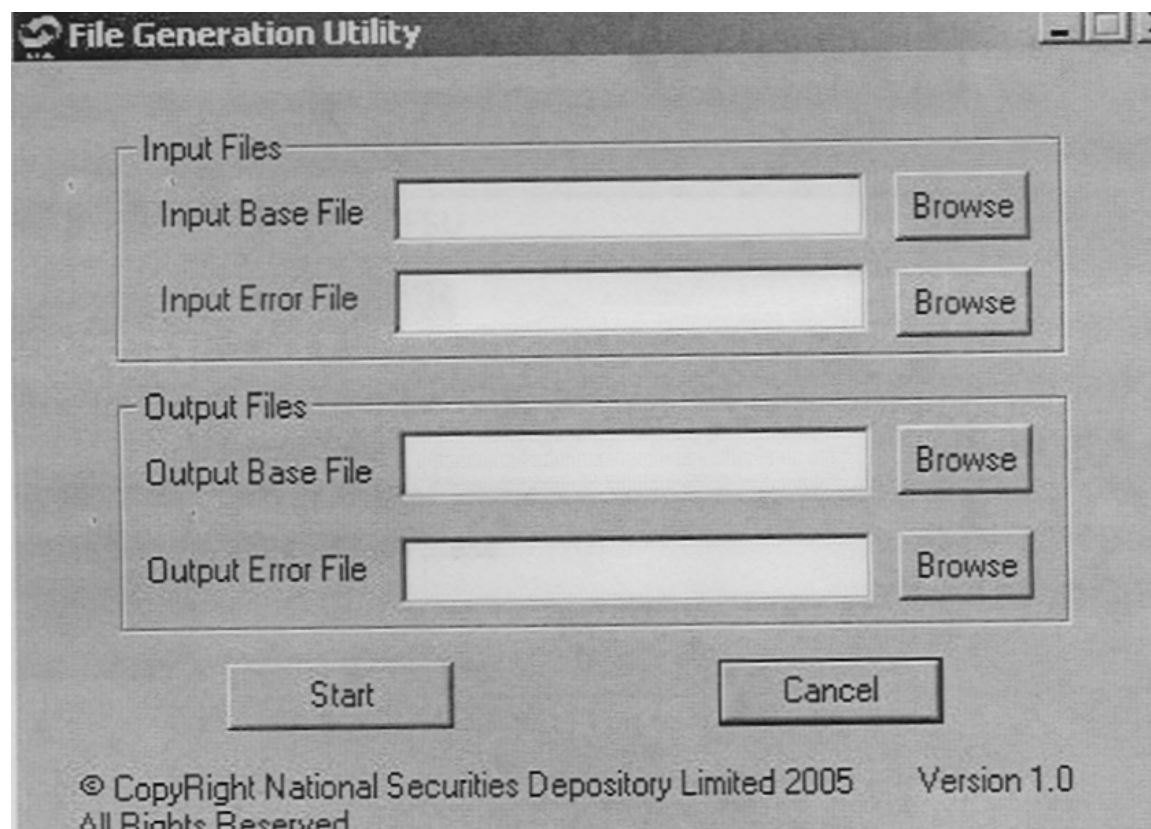 File Generation Utility
Input Files
Input Base File Browse
Input Error File Browse
Output Files
Output Base File Browse
Output Error File Browse
Start Cancel
© CopyRight National Securities Depository Limited 2005 Version 1.0
All Rights Reserved